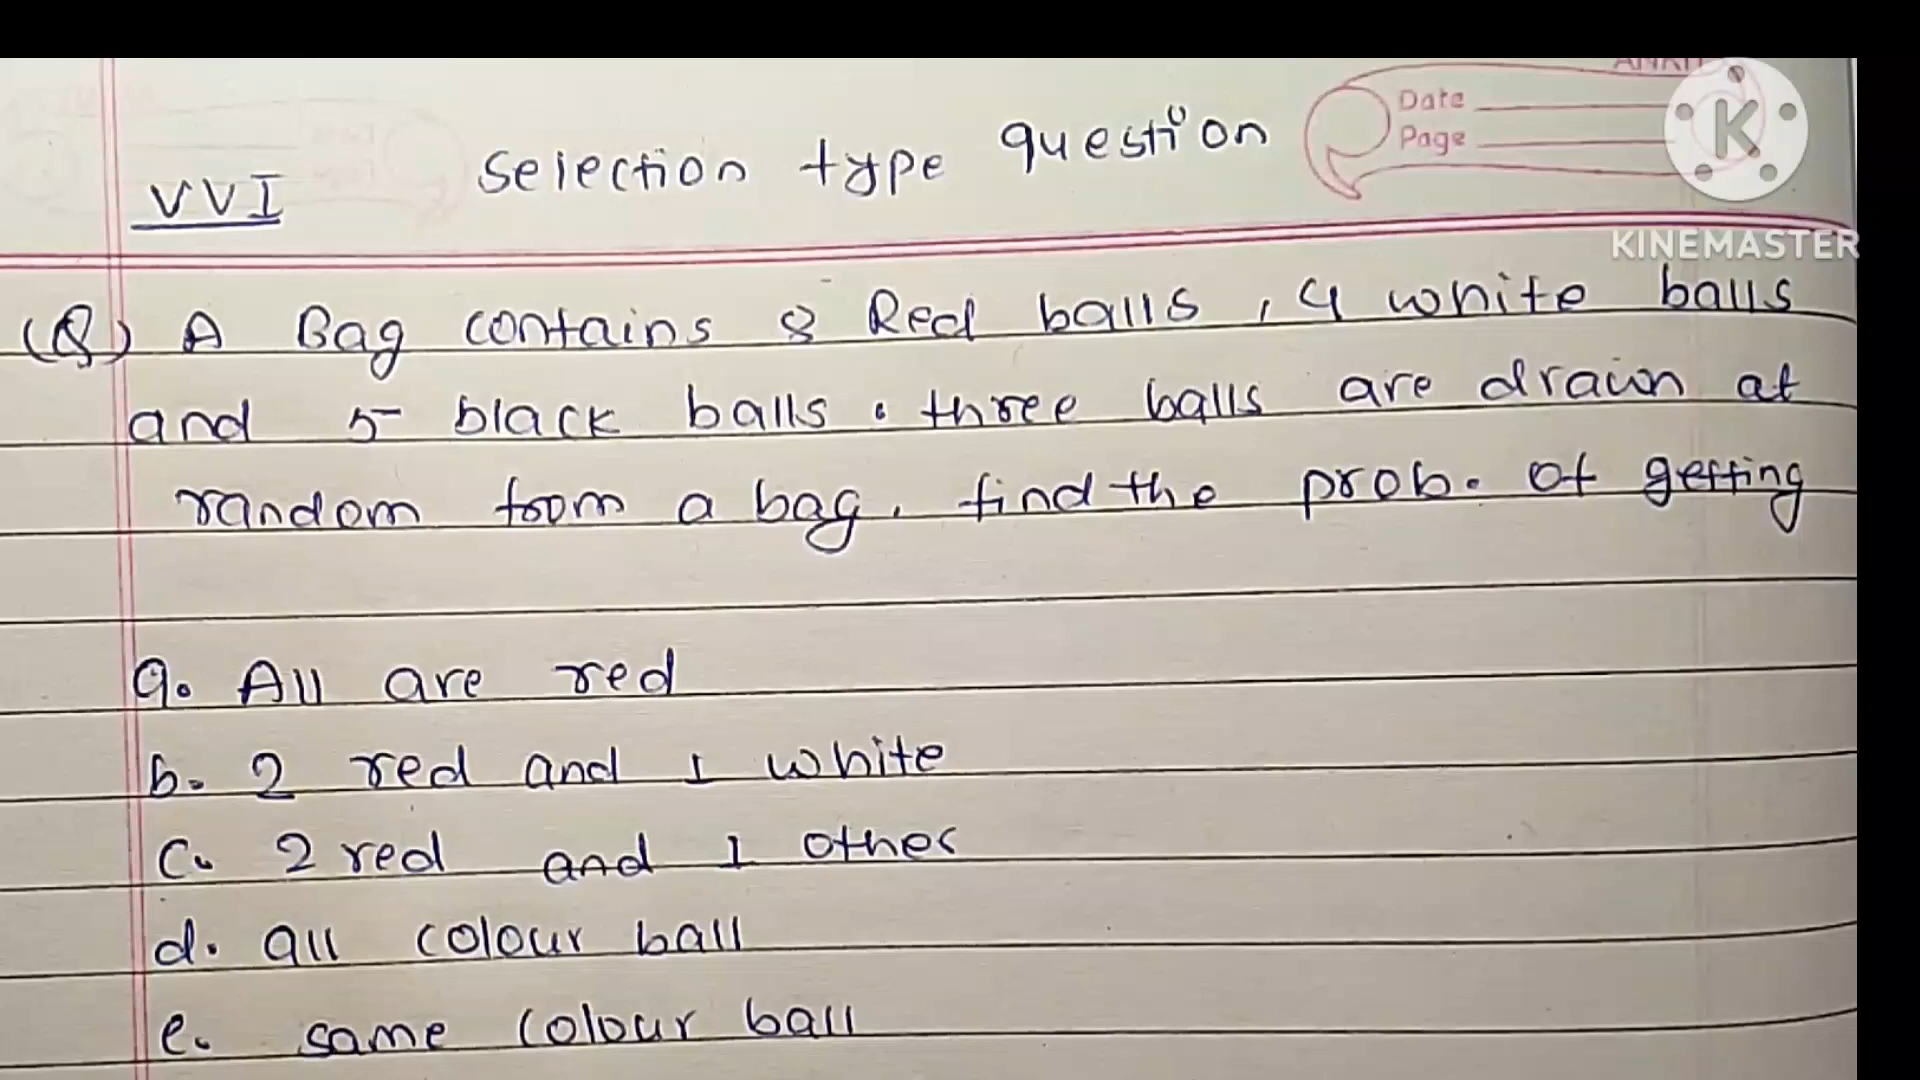 Date
Page
K
KINEMASTER
VVI selection type question
(Q) A Bag contains 8 Red balls, 4 white balls
and 5 black balls. three balls are drawn at
random from a bag. find the prob. of getting
a. All are red
b. 2 red and 1 white
c. 2 red and 1 other
d. all colour ball
e. same colour ball